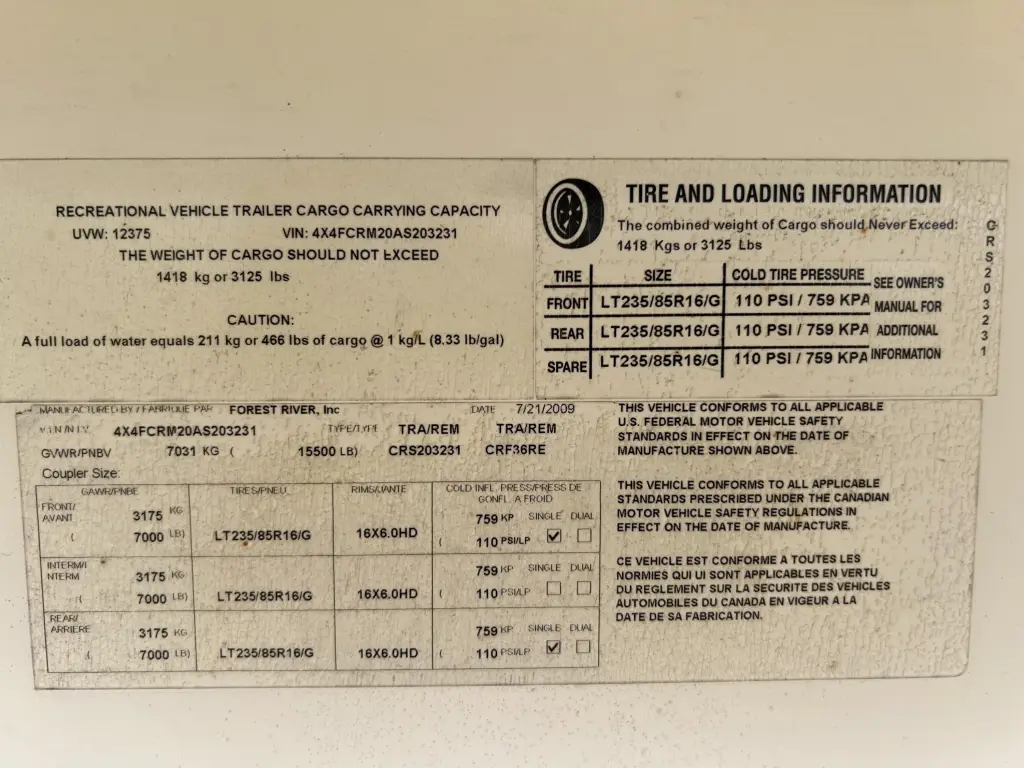 RECREATIONAL VEHICLE TRAILER CARGO CARRYING CAPACITY
UVW: 12375 VIN: 4X4FCRM20AS203231
THE WEIGHT OF CARGO SHOULD NOT EXCEED
1418 kg or 3125 lbs
CAUTION:
A full load of water equals 211 kg or 466 lbs of cargo @ 1 kg/L (8.33 lb/gal)
TIRE AND LOADING INFORMATION
The combined weight of Cargo should Never Exceed:
1418 Kgs or 3125 Lbs
TIRE SIZE COLD TIRE PRESSURE
FRONT LT235/85R16/G 110 PSI / 759 KPA
REAR LT235/85R16/G 110 PSI / 759 KPA
SPARE LT235/85R16/G 110 PSI / 759 KPA
SEE OWNER'S
MANUAL FOR
ADDITIONAL
INFORMATION
CRS203231
MANUFACTURED BY / FABRIQUE PAR FOREST RIVER, Inc DATE 7/21/2009
V.I.N./N.I.V. 4X4FCRM20AS203231 TYPE/TYPE TRA/REM TRA/REM
GVWR/PNBV 7031 KG ( 15500 LB) CRS203231 CRF36RE
Coupler Size:
GAWR/PNBE TIRES/PNEU RIMS/JANTE COLD INFL. PRESS/PRESS DE
GONFL. A FROID
FRONT/
AVANT 3175 KG 759 KP SINGLE DUAL
( 7000 LB) LT235/85R16/G 16X6.0HD ( 110 PSI/LP
INTERM/I
NTERM 3175 KG 759 KP SINGLE DUAL
( 7000 LB) LT235/85R16/G 16X6.0HD ( 110 PSI/LP
REAR/
ARRIERE 3175 KG 759 KP SINGLE DUAL
( 7000 LB) LT235/85R16/G 16X6.0HD ( 110 PSI/LP
THIS VEHICLE CONFORMS TO ALL APPLICABLE
U.S. FEDERAL MOTOR VEHICLE SAFETY
STANDARDS IN EFFECT ON THE DATE OF
MANUFACTURE SHOWN ABOVE.
THIS VEHICLE CONFORMS TO ALL APPLICABLE
STANDARDS PRESCRIBED UNDER THE CANADIAN
MOTOR VEHICLE SAFETY REGULATIONS IN
EFFECT ON THE DATE OF MANUFACTURE.
CE VEHICULE EST CONFORME A TOUTES LES
NORMIES QUI UI SONT APPLICABLES EN VERTU
DU REGLEMENT SUR LA SECURITE DES VEHICLES
AUTOMOBILES DU CANADA EN VIGEUR A LA
DATE DE SA FABRICATION.